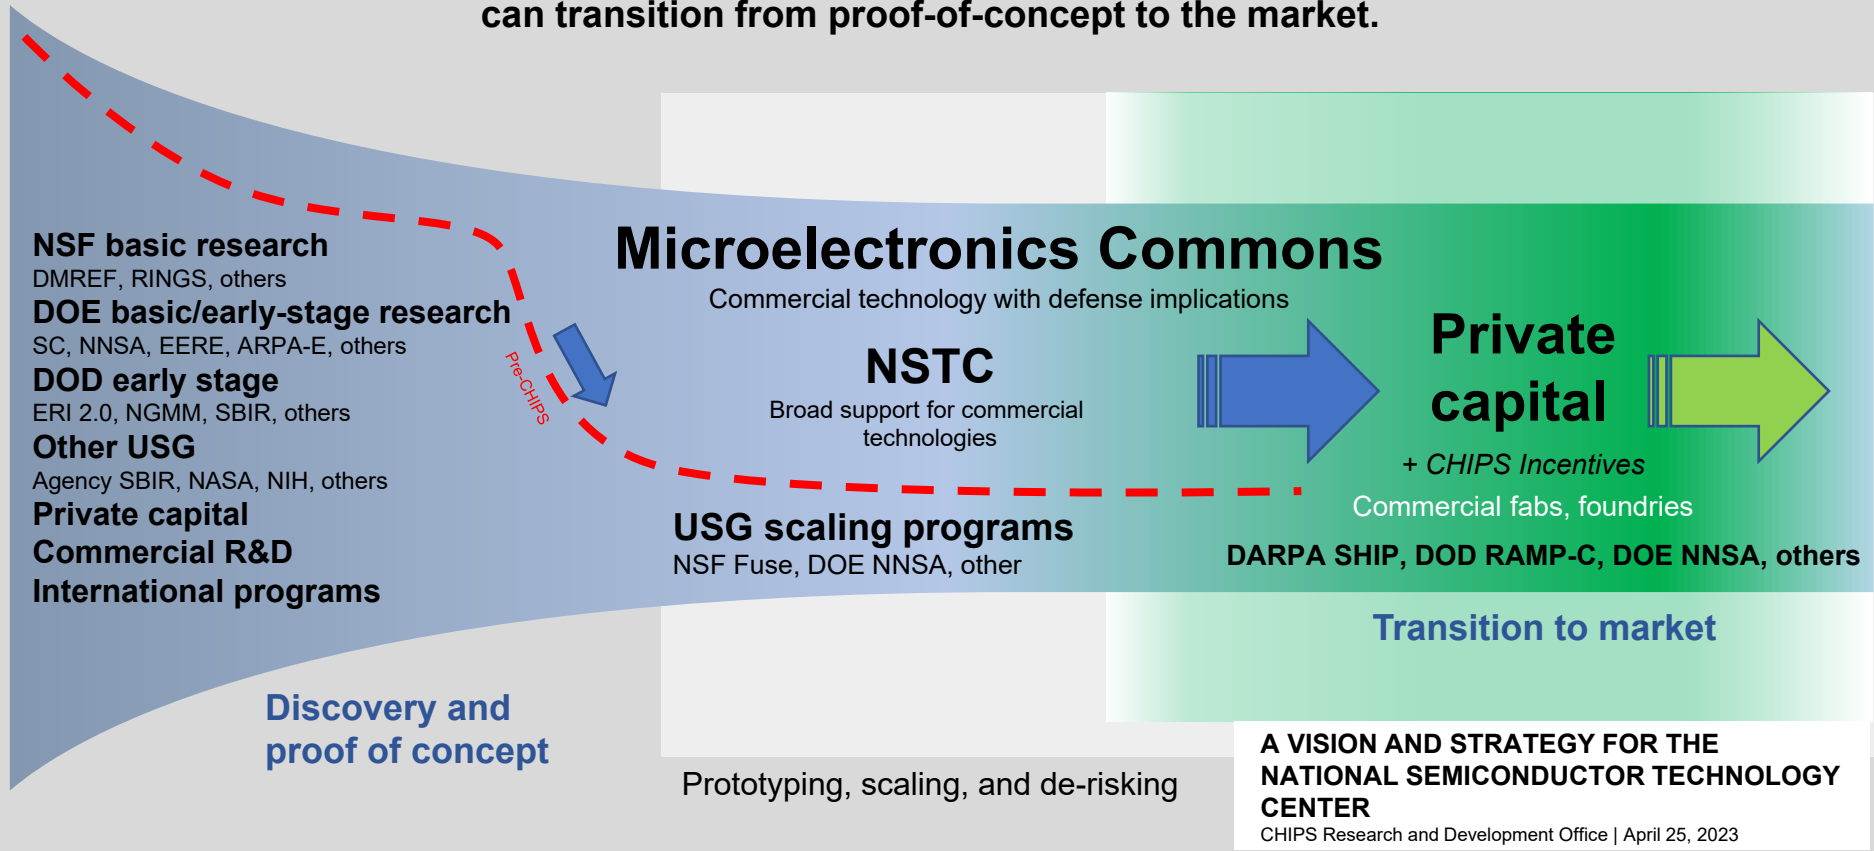 can transition from proof-of-concept to the market.
NSF basic research
DMREF, RINGS, others
DOE basic/early-stage research
SC, NNSA, EERE, ARPA-E, others
DOD early stage
ERI 2.0, NGMM, SBIR, others
Other USG
Agency SBIR, NASA, NIH, others
Private capital
Commercial R&D
International programs
Discovery and
proof of concept
Pre-CHIPS
Microelectronics Commons
Commercial technology with defense implications
NSTC
Broad support for commercial
technologies
USG scaling programs
NSF Fuse, DOE NNSA, other
Prototyping, scaling, and de-risking
Private
capital
+ CHIPS Incentives
Commercial fabs, foundries
DARPA SHIP, DOD RAMP-C, DOE NNSA, others
Transition to market
A VISION AND STRATEGY FOR THE
NATIONAL SEMICONDUCTOR TECHNOLOGY
CENTER
CHIPS Research and Development Office | April 25, 2023